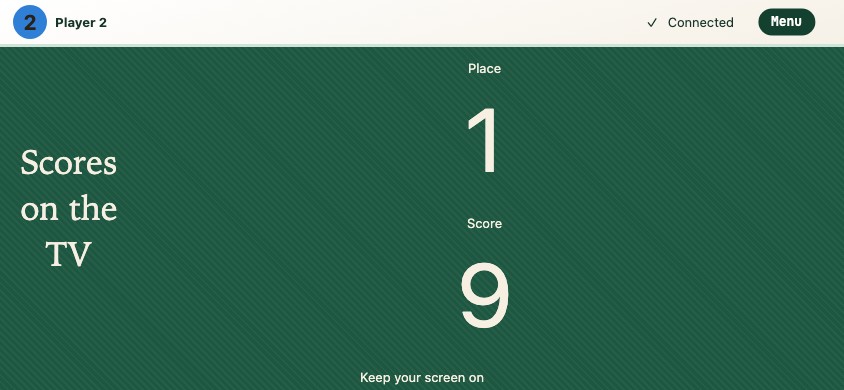 2 Player 2
✓ Connected
Menu
Scores
on the
TV
Place
1
Score
9
Keep your screen on